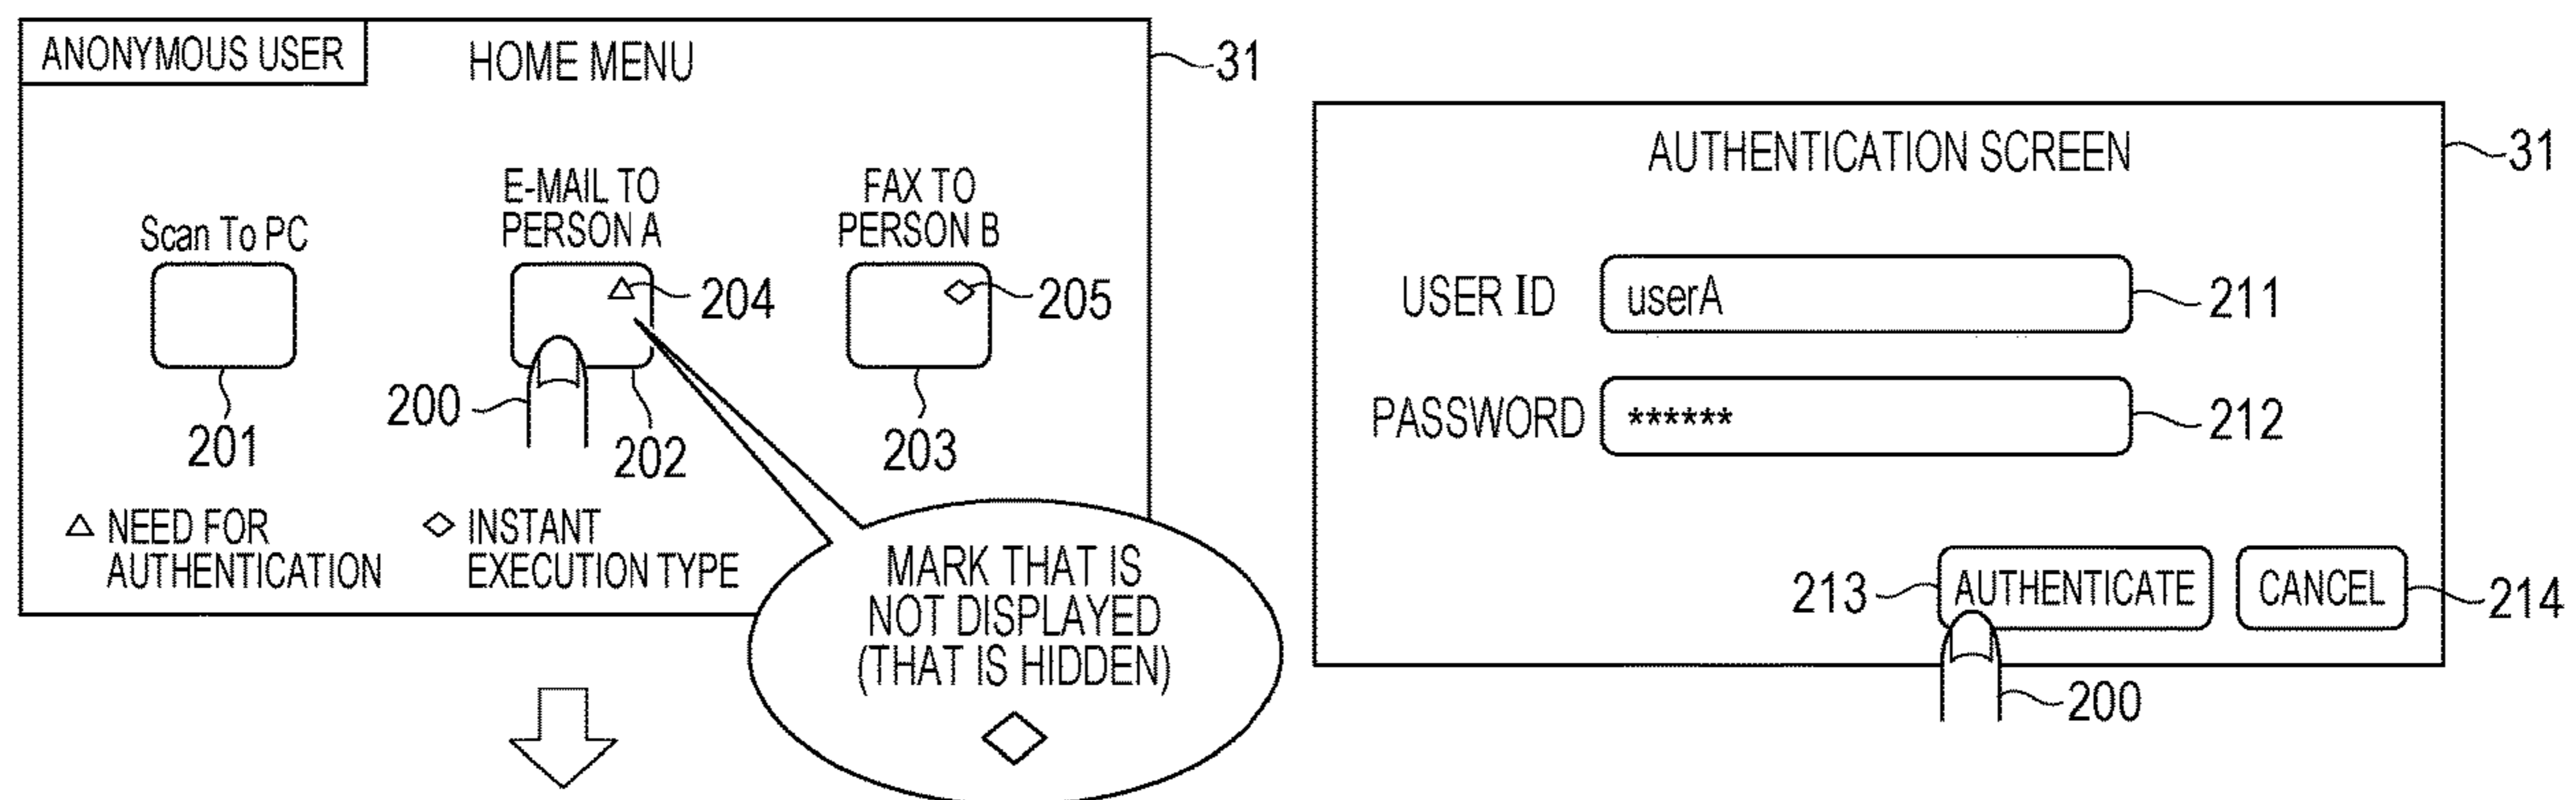 ANONYMOUS USER
HOME MENU
31
Scan To PC
E-MAIL TO
PERSON A
FAX TO
PERSON B
204
205
200
201
202
203
△ NEED FOR
AUTHENTICATION
◇ INSTANT
EXECUTION TYPE
MARK THAT IS
NOT DISPLAYED
(THAT IS HIDDEN)
AUTHENTICATION SCREEN
31
USER ID
userA
211
PASSWORD
******
212
213
AUTHENTICATE
CANCEL
214
200